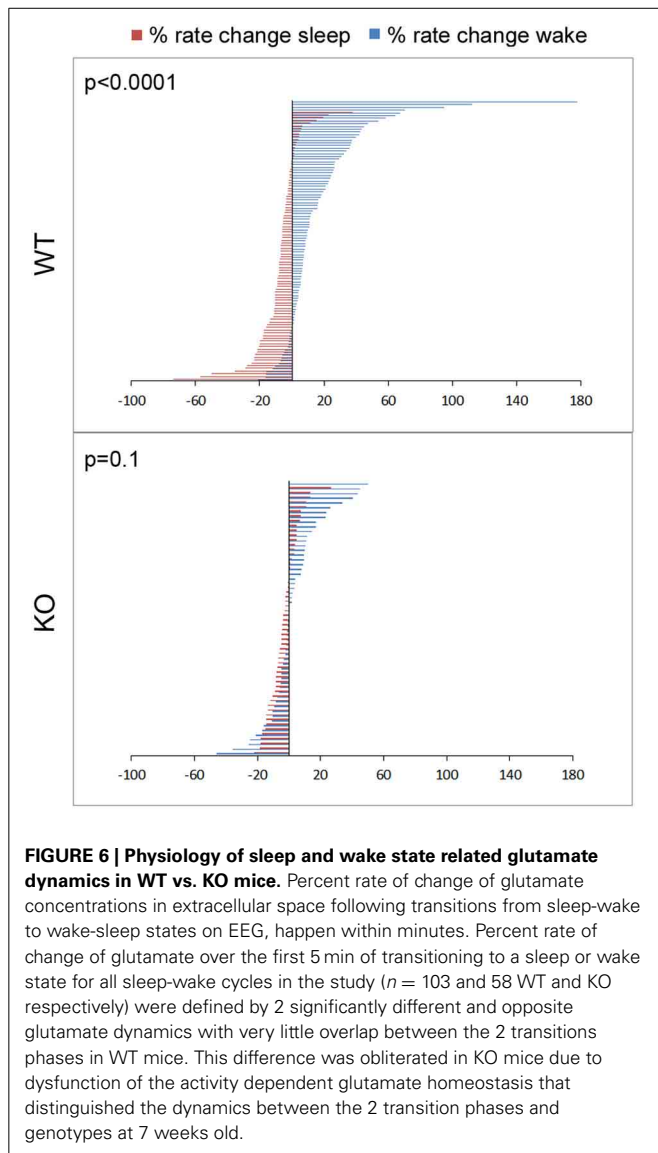 % rate change sleep % rate change wake
p<0.0001
WT
-100 -60 -20 20 60 100 140 180
p=0.1
KO
-100 -60 -20 20 60 100 140 180
FIGURE 6 | Physiology of sleep and wake state related glutamate
dynamics in WT vs. KO mice. Percent rate of change of glutamate
concentrations in extracellular space following transitions from sleep-wake
to wake-sleep states on EEG, happen within minutes. Percent rate of
change of glutamate over the first 5 min of transitioning to a sleep or wake
state for all sleep-wake cycles in the study (n = 103 and 58 WT and KO
respectively) were defined by 2 significantly different and opposite
glutamate dynamics with very little overlap between the 2 transitions
phases in WT mice. This difference was obliterated in KO mice due to
dysfunction of the activity dependent glutamate homeostasis that
distinguished the dynamics between the 2 transition phases and
genotypes at 7 weeks old.